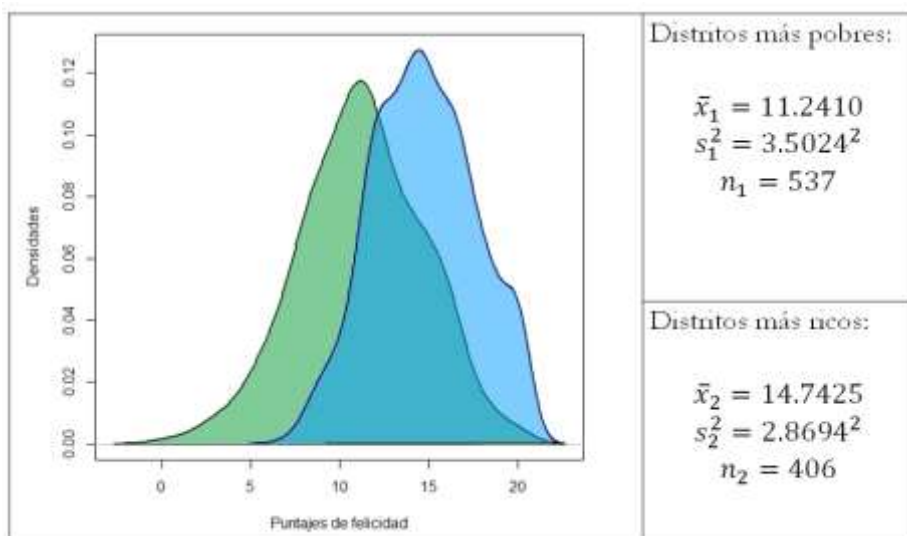 Distritos más pobres:
x̄₁ = 11.2410
s₁² = 3.5024²
n₁ = 537
Distritos más ricos:
x̄₂ = 14.7425
s₂² = 2.8694²
n₂ = 406
Densidades
0.12
0.10
0.08
0.06
0.04
0.02
0.00
0 5 10 15 20
Puntajes de felicidad